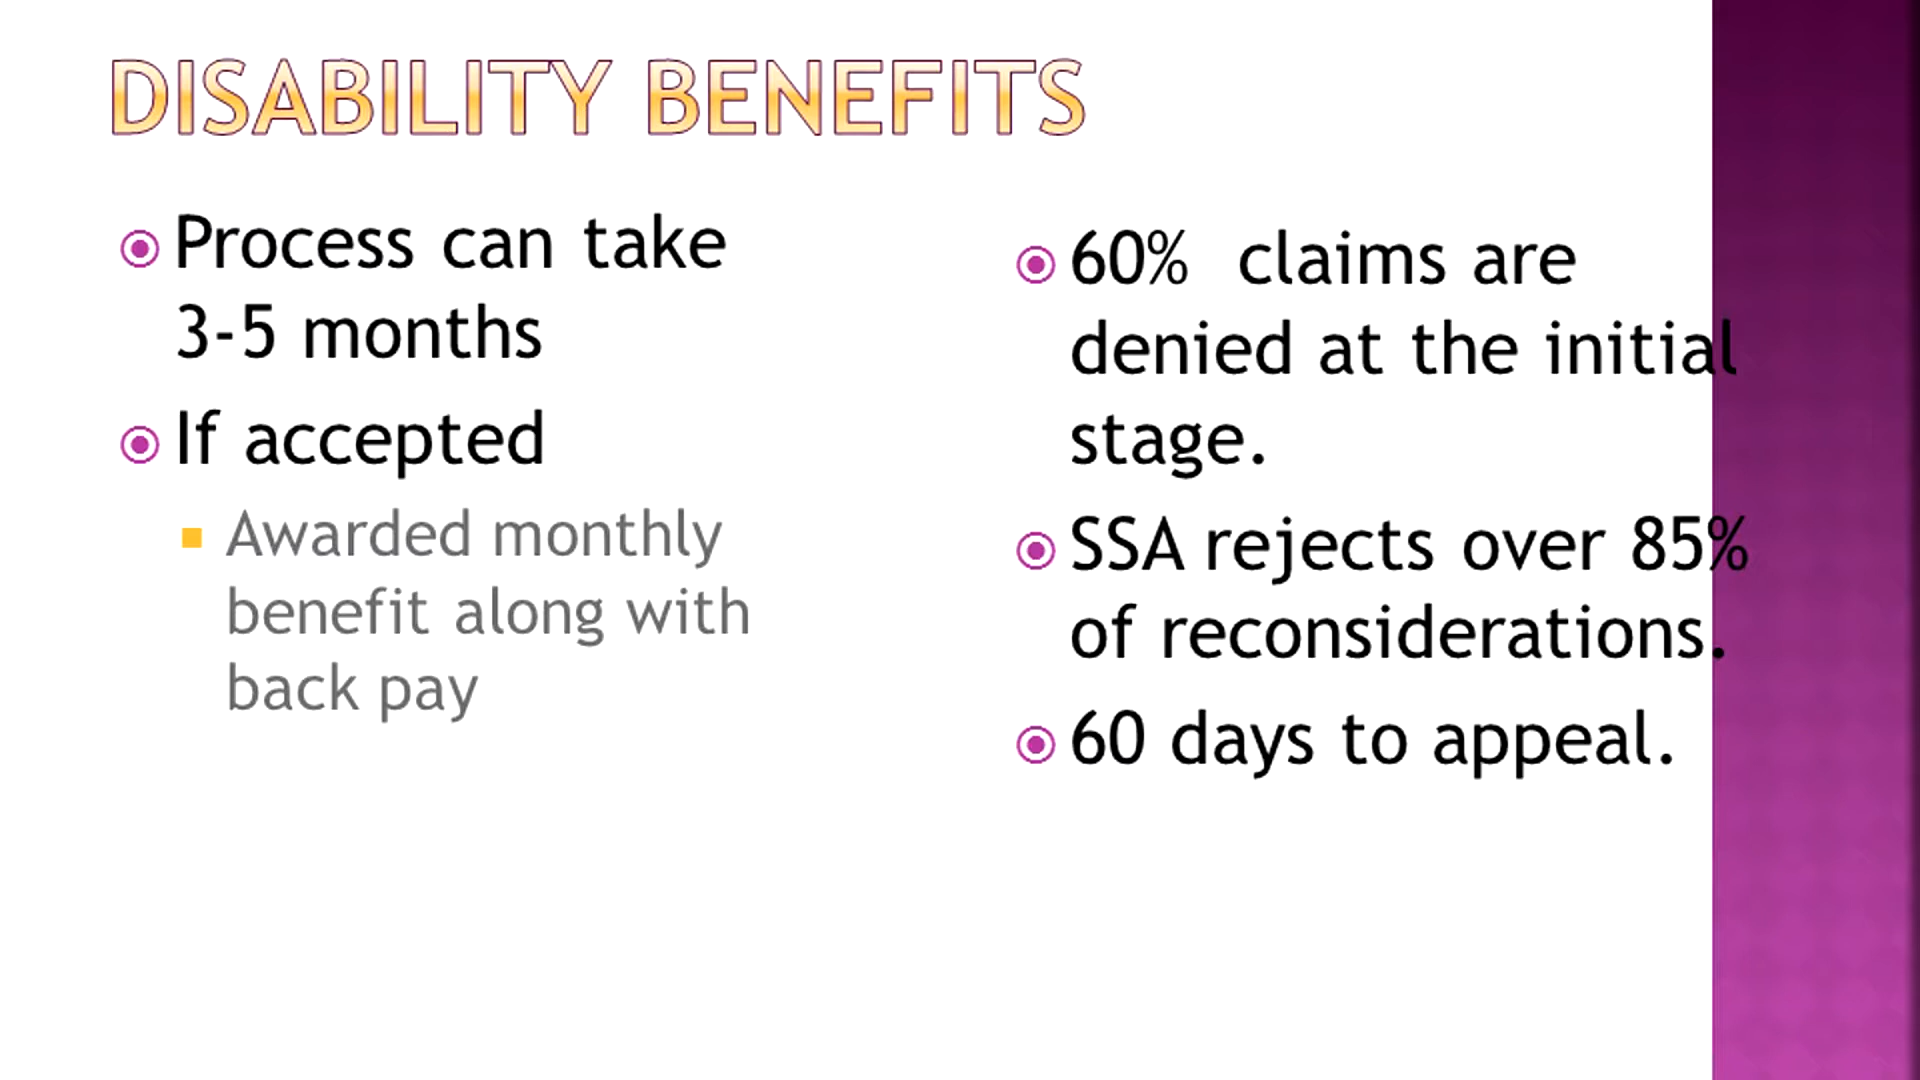 DISABILITY BENEFITS
Process can take
3-5 months
If accepted
Awarded monthly
benefit along with
back pay
60%  claims are
denied at the initial
stage.
SSA rejects over 85%
of reconsiderations.
60 days to appeal.